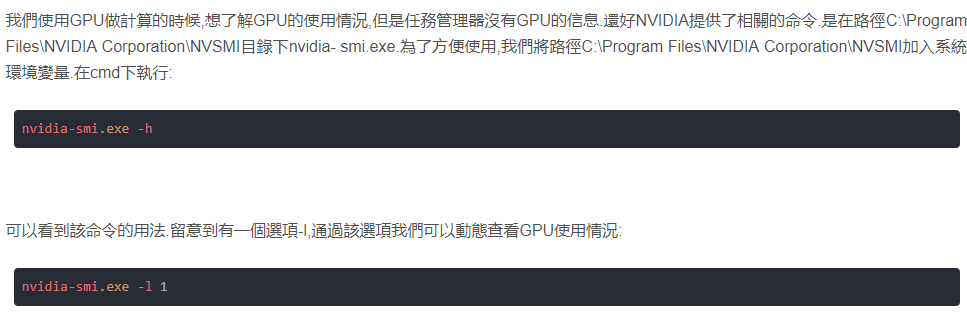 我們使用GPU做計算的時候,想了解GPU的使用情況,但是任務管理器沒有GPU的信息.還好NVIDIA提供了相關的命令.是在路徑C:\Program
Files\NVIDIA Corporation\NVSMI目錄下nvidia- smi.exe.為了方便使用,我們將路徑C:\Program Files\NVIDIA Corporation\NVSMI加入系統
環境變量.在cmd下執行:
nvidia-smi.exe -h
可以看到該命令的用法.留意到有一個選項-l,通過該選項我們可以動態查看GPU使用情況:
nvidia-smi.exe -l 1